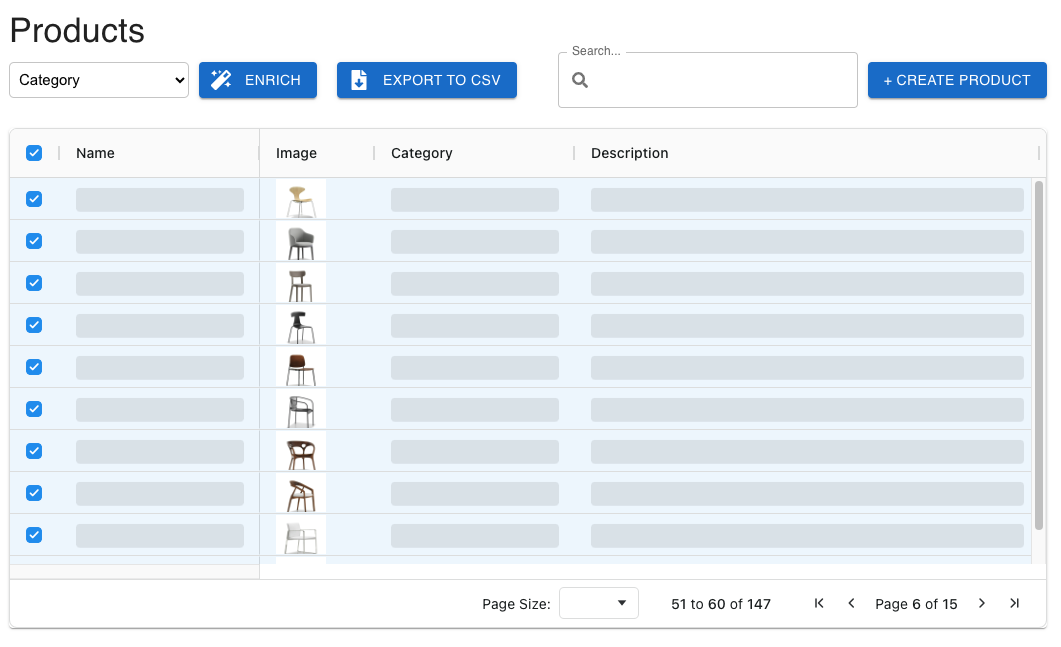 Products
Category ENRICH EXPORT TO CSV Search... + CREATE PRODUCT
Name Image Category Description
Page Size: 51 to 60 of 147 Page 6 of 15